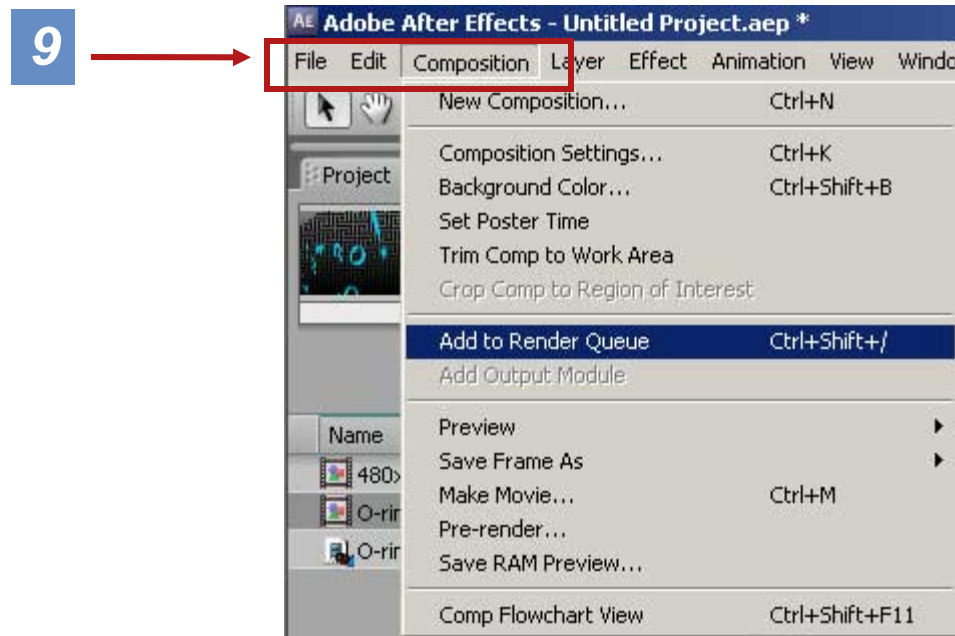 9
AE Adobe After Effects - Untitled Project.aep *
File Edit Composition Layer Effect Animation View
New Composition... Ctrl+N
Composition Settings... Ctrl+K
Project
Background Color... Ctrl+Shift+B
Set Poster Time
Trim Comp to Work Area
Crop Comp to Region of Interest
Add to Render Queue Ctrl+Shift+/
Add Output Module
Name
Preview
Save Frame As
480x
Make Movie... Ctrl+M
O-rin
Pre-render...
O-rin
Save RAM Preview...
Comp Flowchart View Ctrl+Shift+F11